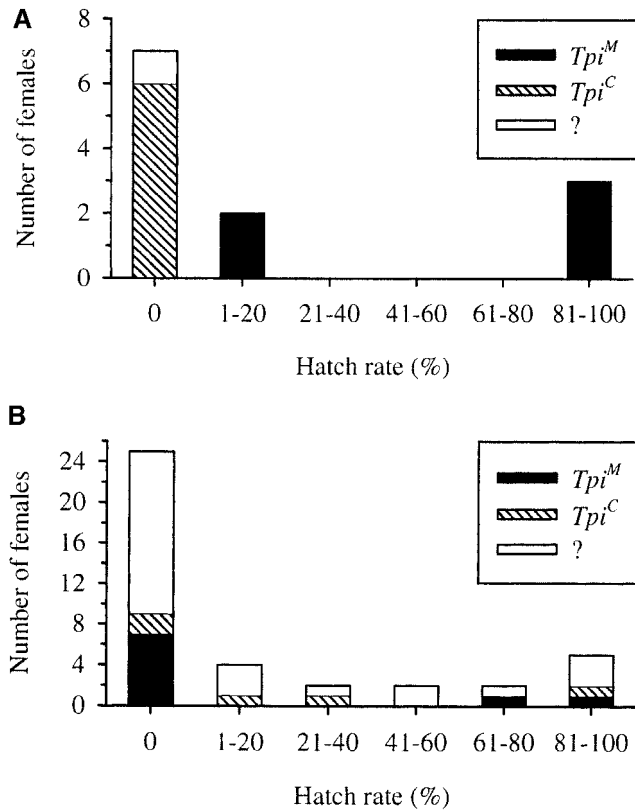 A
Number of females
8
6
4
2
0
Tpi^M
Tpi^C
?
0 1-20 21-40 41-60 61-80 81-100
Hatch rate (%)
B
Number of females
24
20
16
12
8
4
0
Tpi^M
Tpi^C
?
0 1-20 21-40 41-60 61-80 81-100
Hatch rate (%)